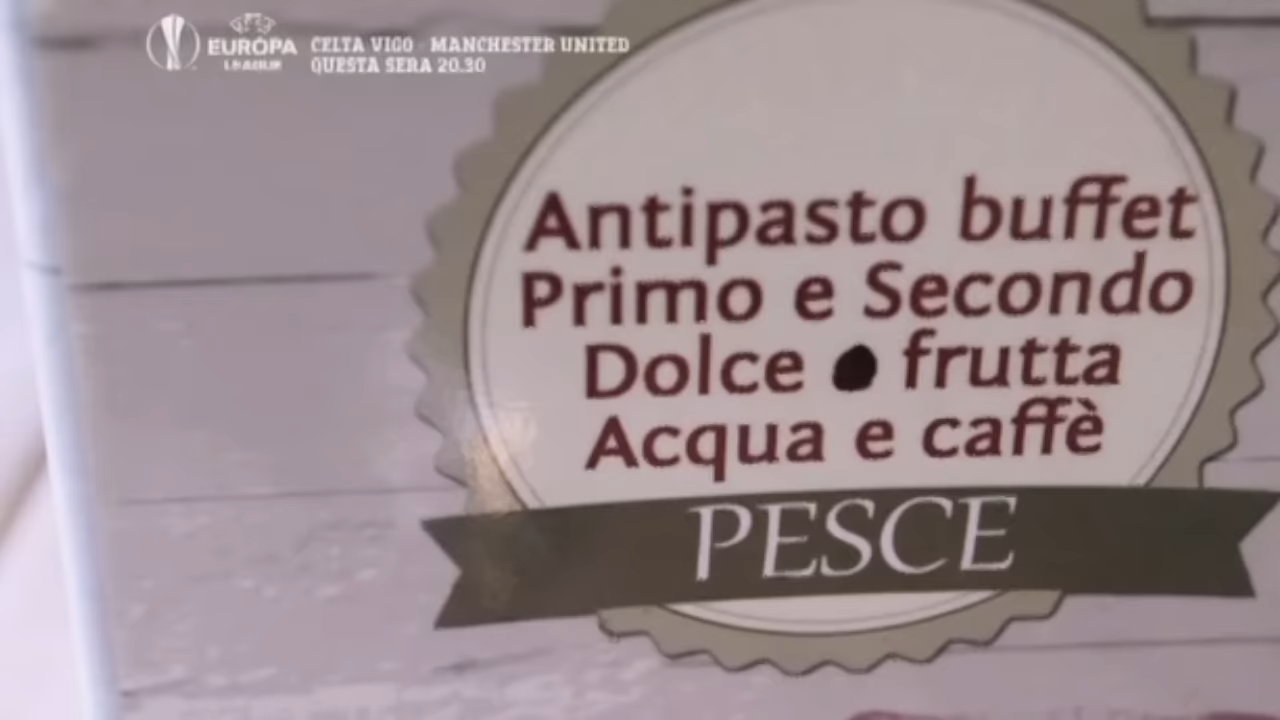 EUROPA
LEAGUE
CELTA VIGO - MANCHESTER UNITED
QUESTA SERA 20.30
Antipasto buffet
Primo e Secondo
Dolce frutta
Acqua e caffè
PESCE